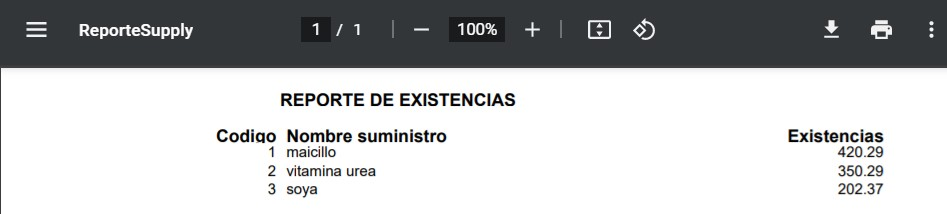 ReporteSupply 1 / 1 100%
REPORTE DE EXISTENCIAS
Codigo Nombre suministro Existencias
1 maicillo 420.29
2 vitamina urea 350.29
3 soya 202.37